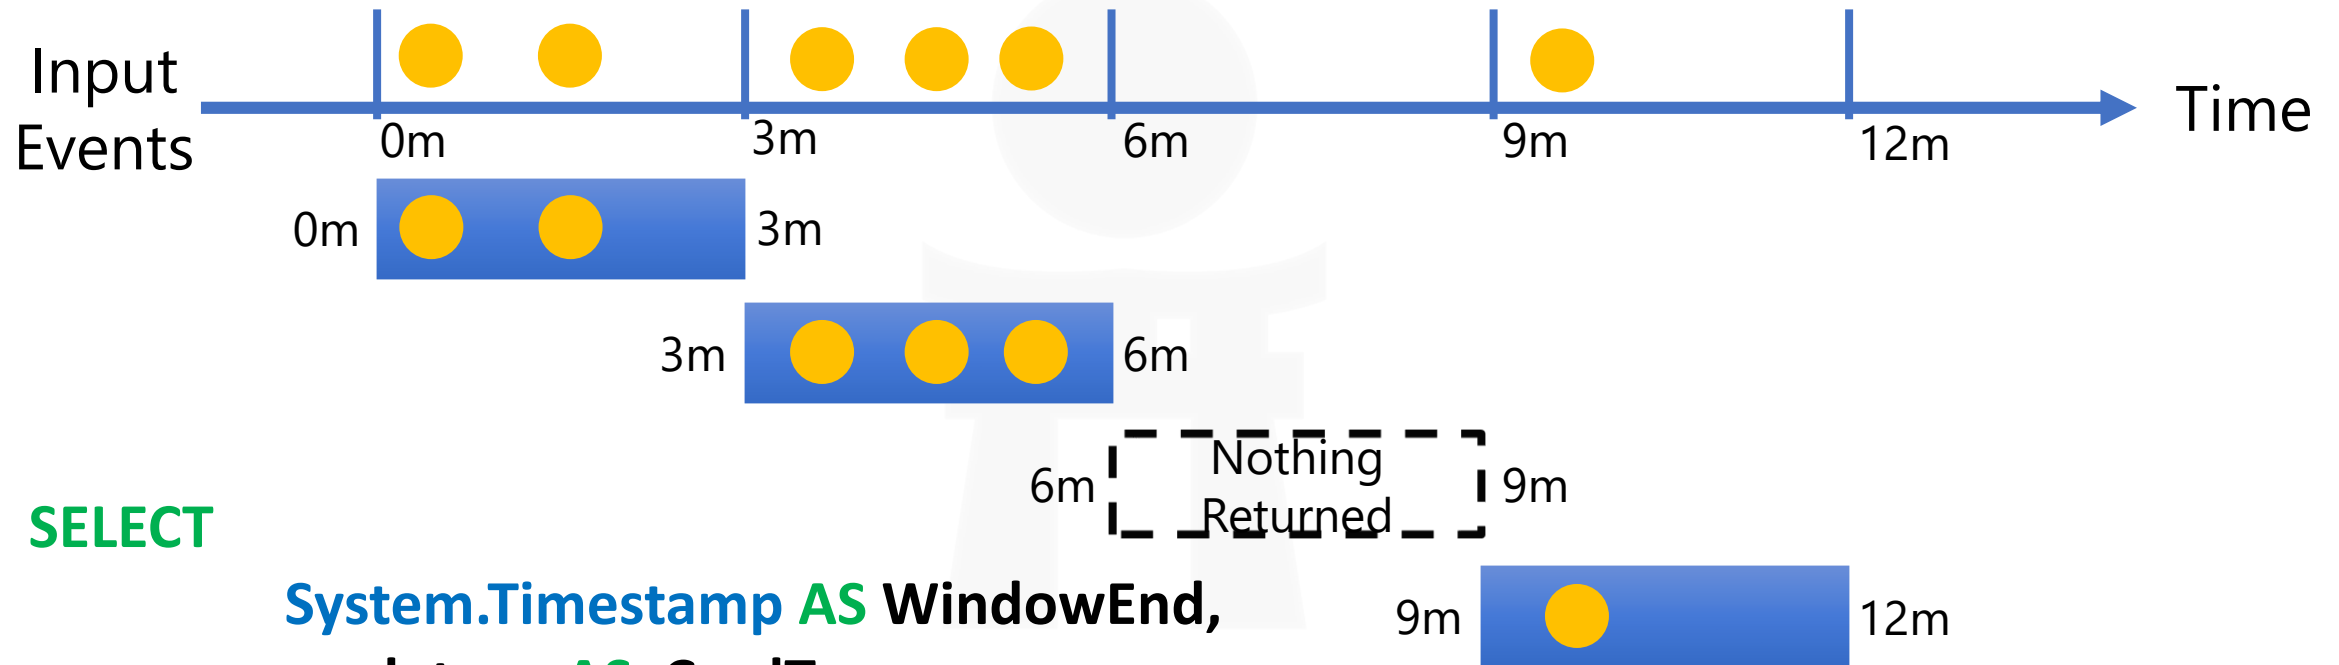 Input
Events
Time
0m
3m
6m
9m
12m
0m
3m
3m
6m
6m
Nothing
Returned
9m
9m
12m
SELECT
System.Timestamp AS WindowEnd,
AS